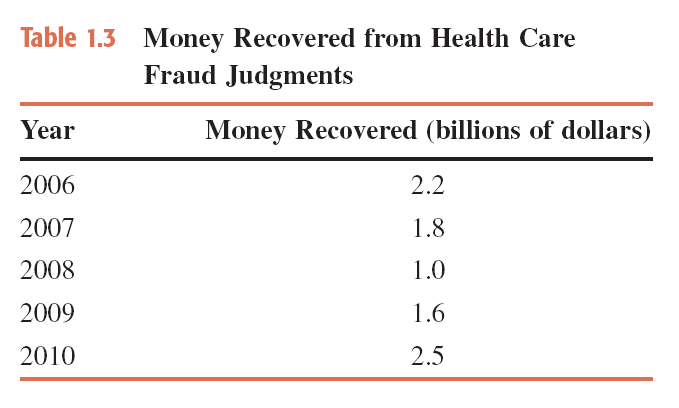 Table 1.3 Money Recovered from Health Care
Fraud Judgments
Year Money Recovered (billions of dollars)
2006 2.2
2007 1.8
2008 1.0
2009 1.6
2010 2.5